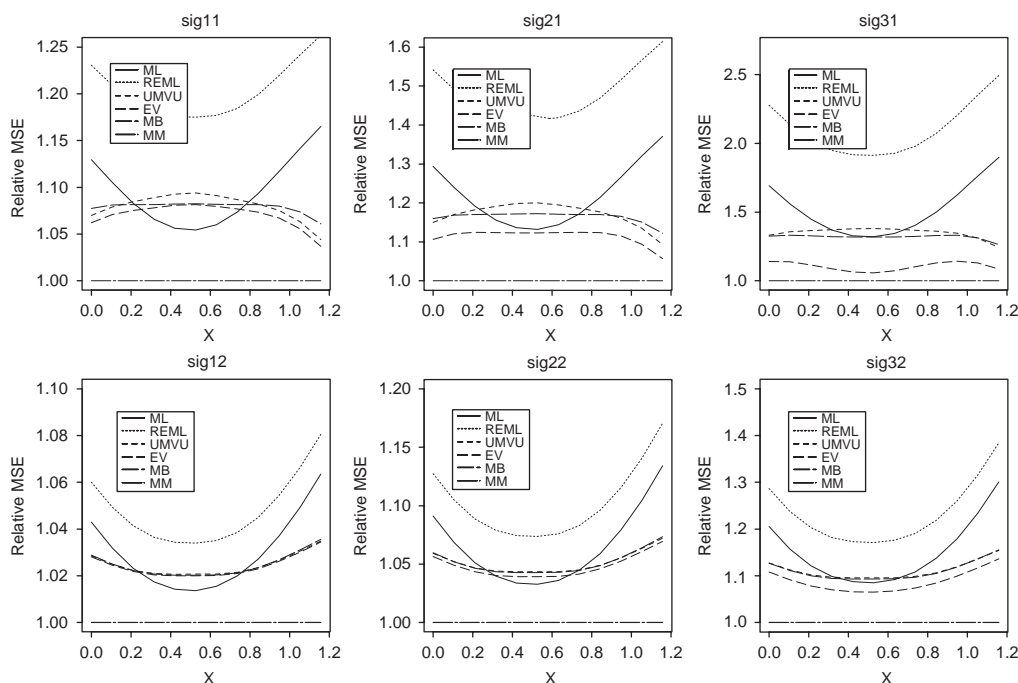 sig11
Relative MSE
1.25
1.20
1.15
1.10
1.05
1.00
ML
REML
UMVU
EV
MB
MM
0.0 0.2 0.4 0.6 0.8 1.0 1.2
X
sig21
Relative MSE
1.6
1.5
1.4
1.3
1.2
1.1
1.0
ML
REML
UMVU
EV
MB
MM
0.0 0.2 0.4 0.6 0.8 1.0 1.2
X
sig31
Relative MSE
2.5
2.0
1.5
1.0
ML
REML
UMVU
EV
MB
MM
0.0 0.2 0.4 0.6 0.8 1.0 1.2
X
sig12
Relative MSE
1.10
1.08
1.06
1.04
1.02
1.00
ML
REML
UMVU
EV
MB
MM
0.0 0.2 0.4 0.6 0.8 1.0 1.2
X
sig22
Relative MSE
1.20
1.15
1.10
1.05
1.00
ML
REML
UMVU
EV
MB
MM
0.0 0.2 0.4 0.6 0.8 1.0 1.2
X
sig32
Relative MSE
1.5
1.4
1.3
1.2
1.1
1.0
ML
REML
UMVU
EV
MB
MM
0.0 0.2 0.4 0.6 0.8 1.0 1.2
X